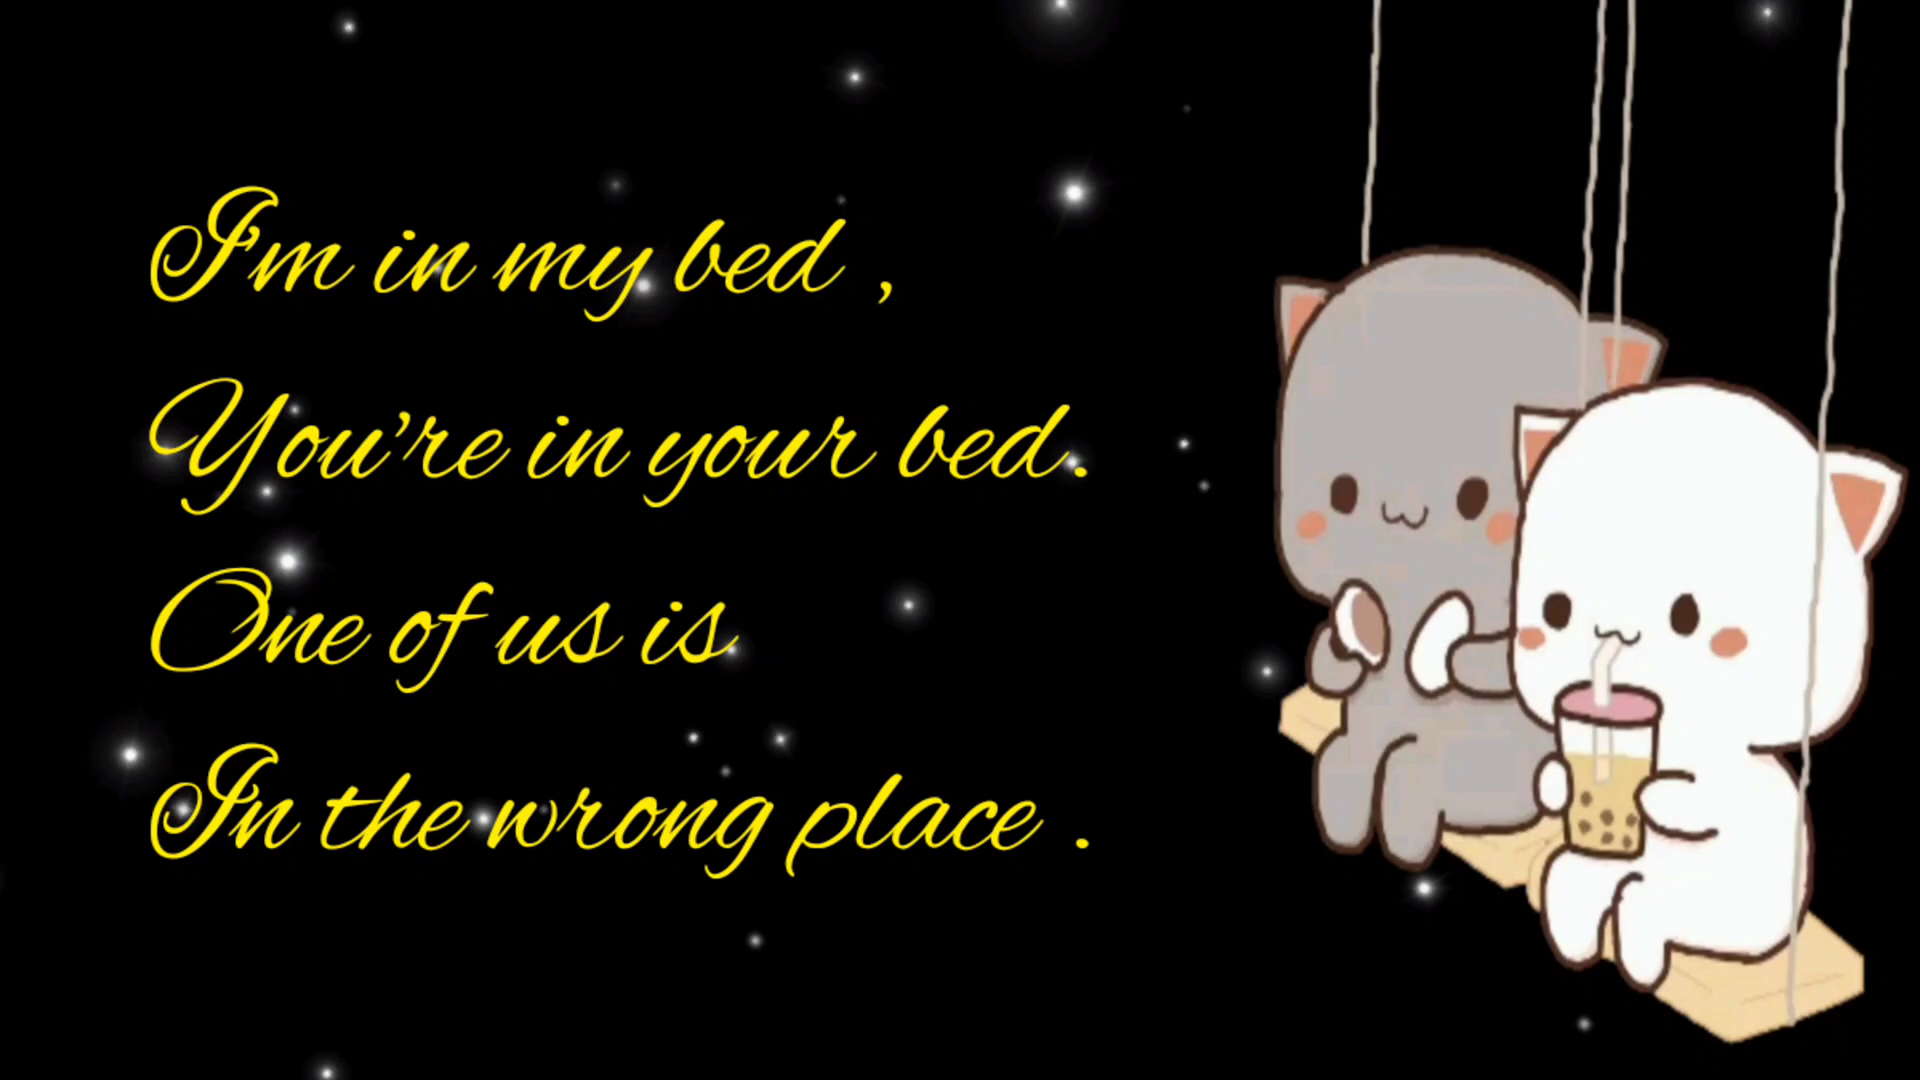 I'm in my bed ,
You're in your bed.
One of us is
In the wrong place .